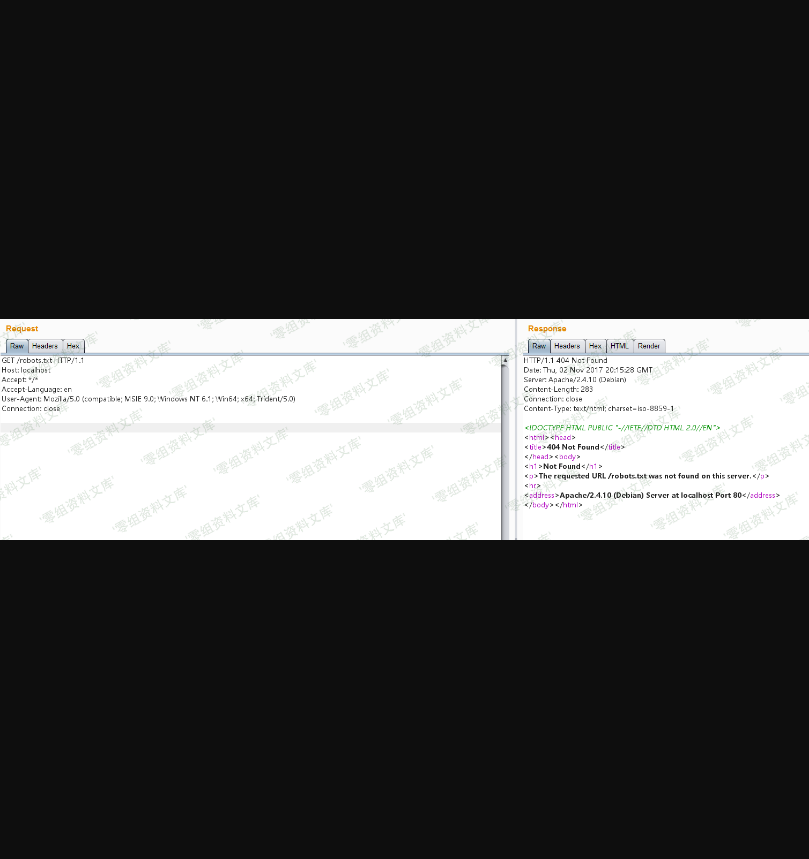 Request
Raw Headers Hex
GET /robots.txt HTTP/1.1
Host: localhost
Accept: */*
Accept-Language: en
User-Agent: Mozilla/5.0 (compatible; MSIE 9.0; Windows NT 6.1; Win64; x64; Trident/5.0)
Connection: close
Response
Raw Headers Hex HTML Render
HTTP/1.1 404 Not Found
Date: Thu, 02 Nov 2017 20:15:28 GMT
Server: Apache/2.4.10 (Debian)
Content-Length: 283
Connection: close
Content-Type: text/html; charset=iso-8859-1
<!DOCTYPE HTML PUBLIC "-//IETF//DTD HTML 2.0//EN">
<html><head>
<title>404 Not Found</title>
</head><body>
<h1>Not Found</h1>
<p>The requested URL /robots.txt was not found on this server.</p>
<hr>
<address>Apache/2.4.10 (Debian) Server at localhost Port 80</address>
</body></html>
零组资料文库